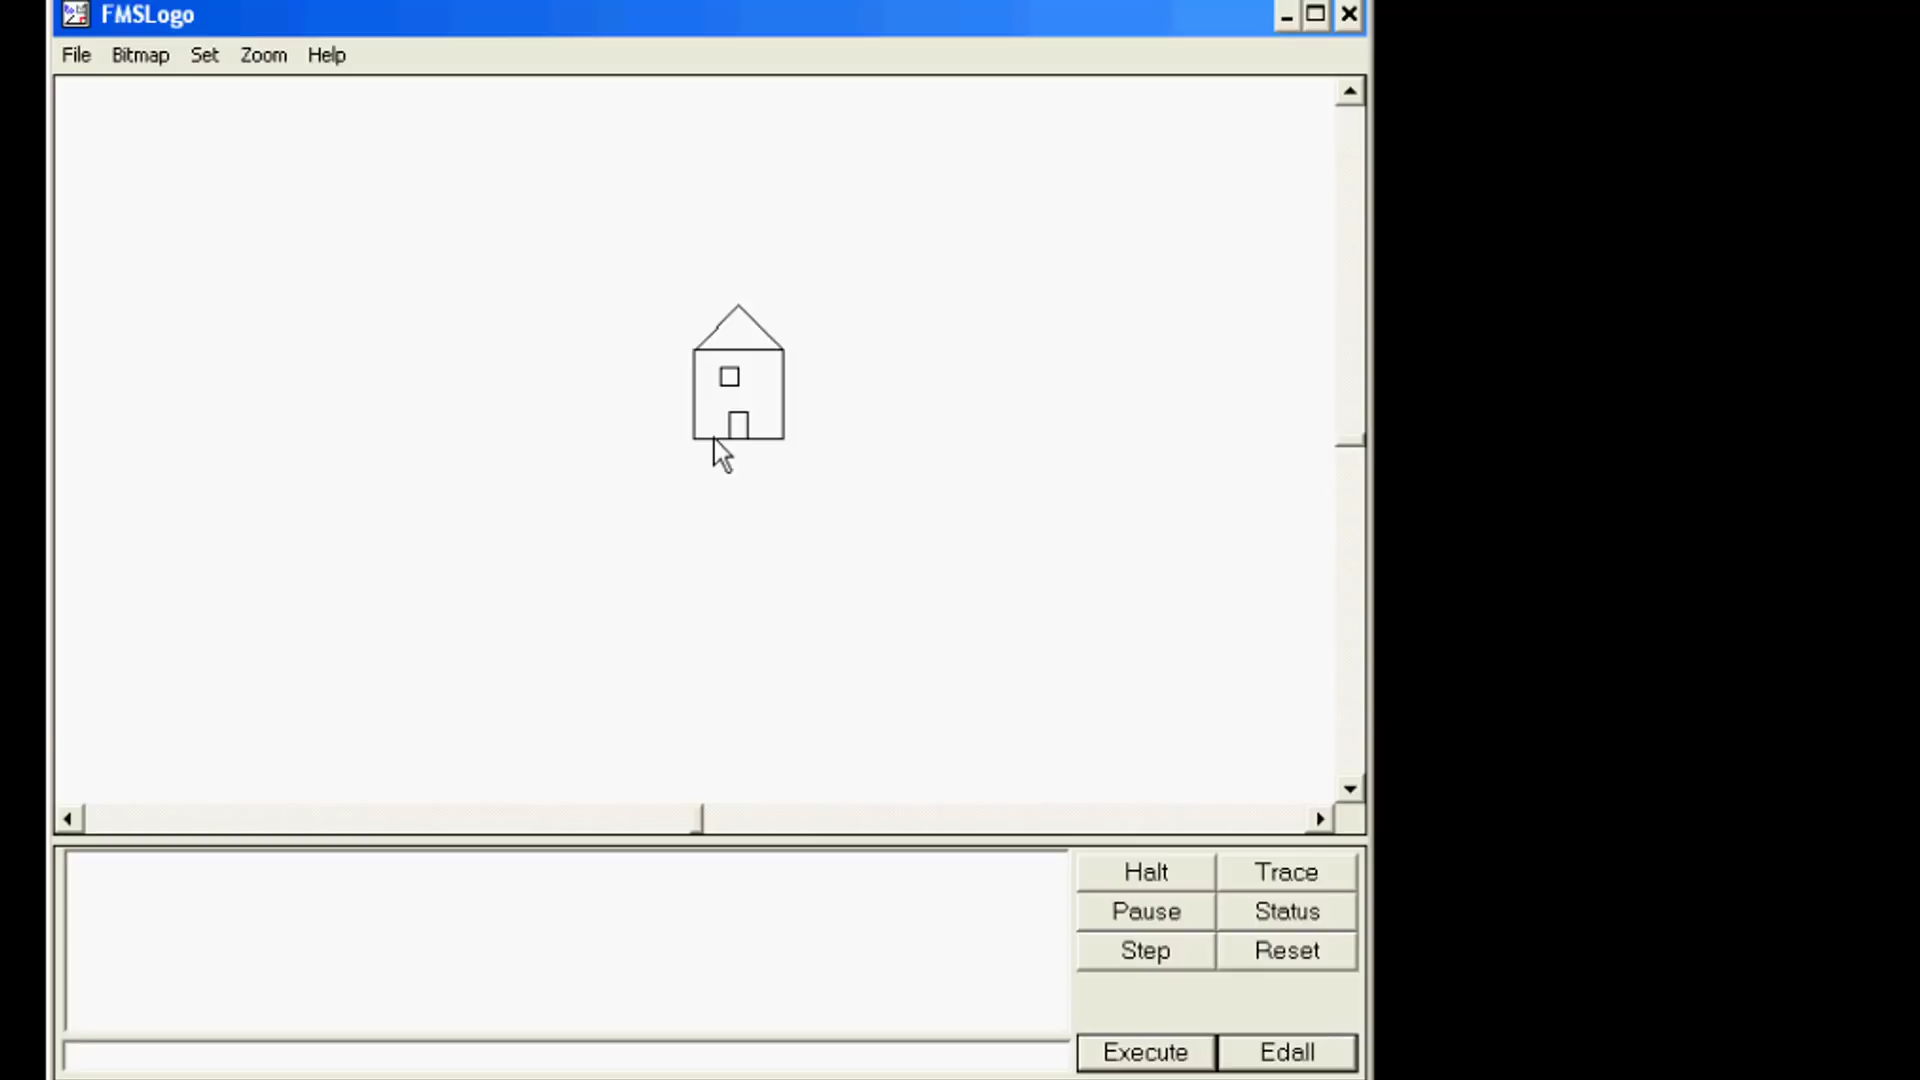 FMSLogo
File Bitmap Set Zoom Help
Halt Trace
Pause Status
Step Reset
Execute Edall